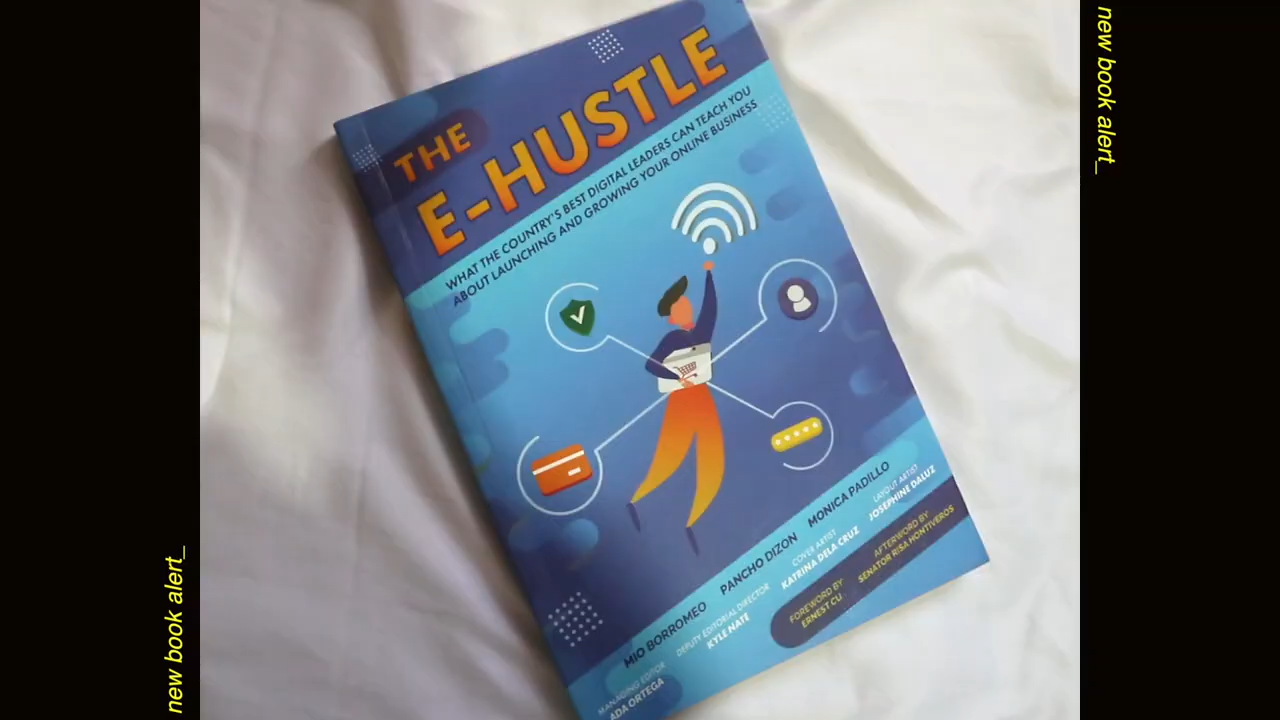 THE
E-HUSTLE
WHAT THE COUNTRY'S BEST DIGITAL LEADERS CAN TEACH YOU
ABOUT LAUNCHING AND GROWING YOUR ONLINE BUSINESS
MIO BORROMEO PANCHO DIZON MONICA PADILLO
MANAGING EDITOR
ADA ORTEGA
DEPUTY EDITORIAL DIRECTOR
KYLE NATE
COVER ARTIST
KATRINA DELA CRUZ
LAYOUT ARTIST
JOSEPHINE DALUZ
FOREWORD BY
ERNEST CU
AFTERWORD BY
SENATOR RISA HONTIVEROS
new book alert_
new book alert_